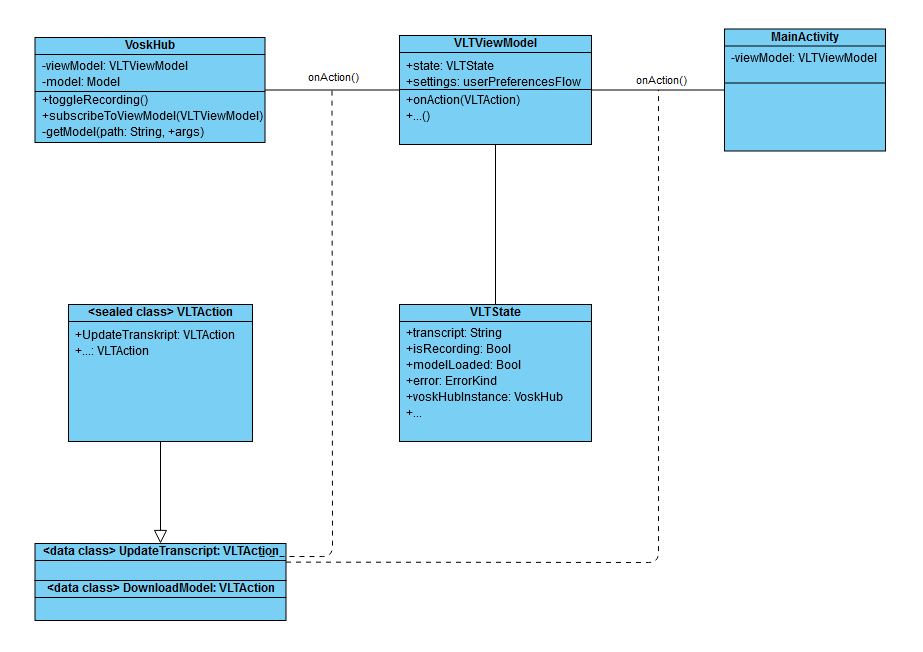 VoskHub
-viewModel: VLTViewModel
-model: Model
+toggleRecording()
+subscribeToViewModel(VLTViewModel)
-getModel(path: String, +args)
onAction()
VLTViewModel
+state: VLTState
+settings: userPreferencesFlow
+onAction(VLTAction)
+...()
onAction()
MainActivity
-viewModel: VLTViewModel
<sealed class> VLTAction
+UpdateTranskript: VLTAction
+...: VLTAction
VLTState
+transcript: String
+isRecording: Bool
+modelLoaded: Bool
+error: ErrorKind
+voskHubInstance: VoskHub
+...
<data class> UpdateTranscript: VLTAction
<data class> DownloadModel: VLTAction